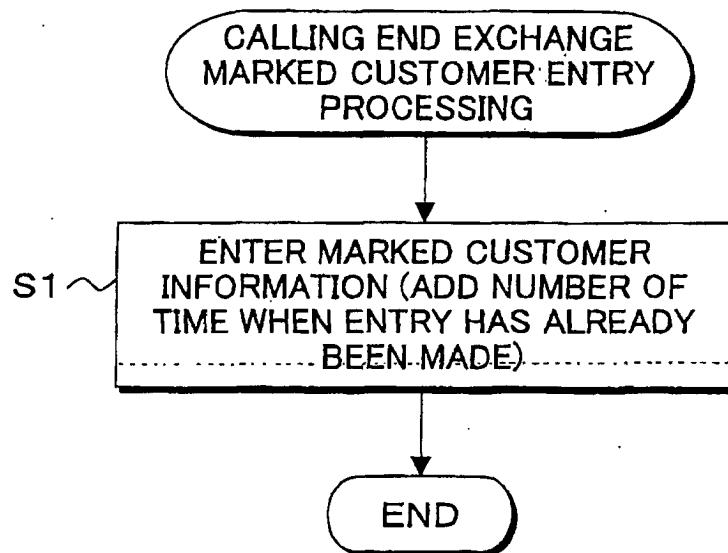 CALLING END EXCHANGE
MARKED CUSTOMER ENTRY
PROCESSING
S1
ENTER MARKED CUSTOMER
INFORMATION (ADD NUMBER OF
TIME WHEN ENTRY HAS ALREADY
BEEN MADE)
END